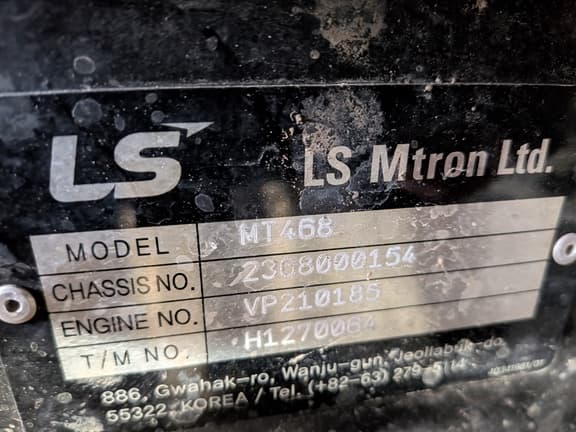 LS LS Mtron Ltd.
MODEL MT468
CHASSIS NO. 23G8000154
ENGINE NO. VP210185
T/M NO. H1270064
886, Gwahak-ro, Wanju-gun, Jeollabuk-do,
55322, KOREA / Tel. (+82-63) 279-5114